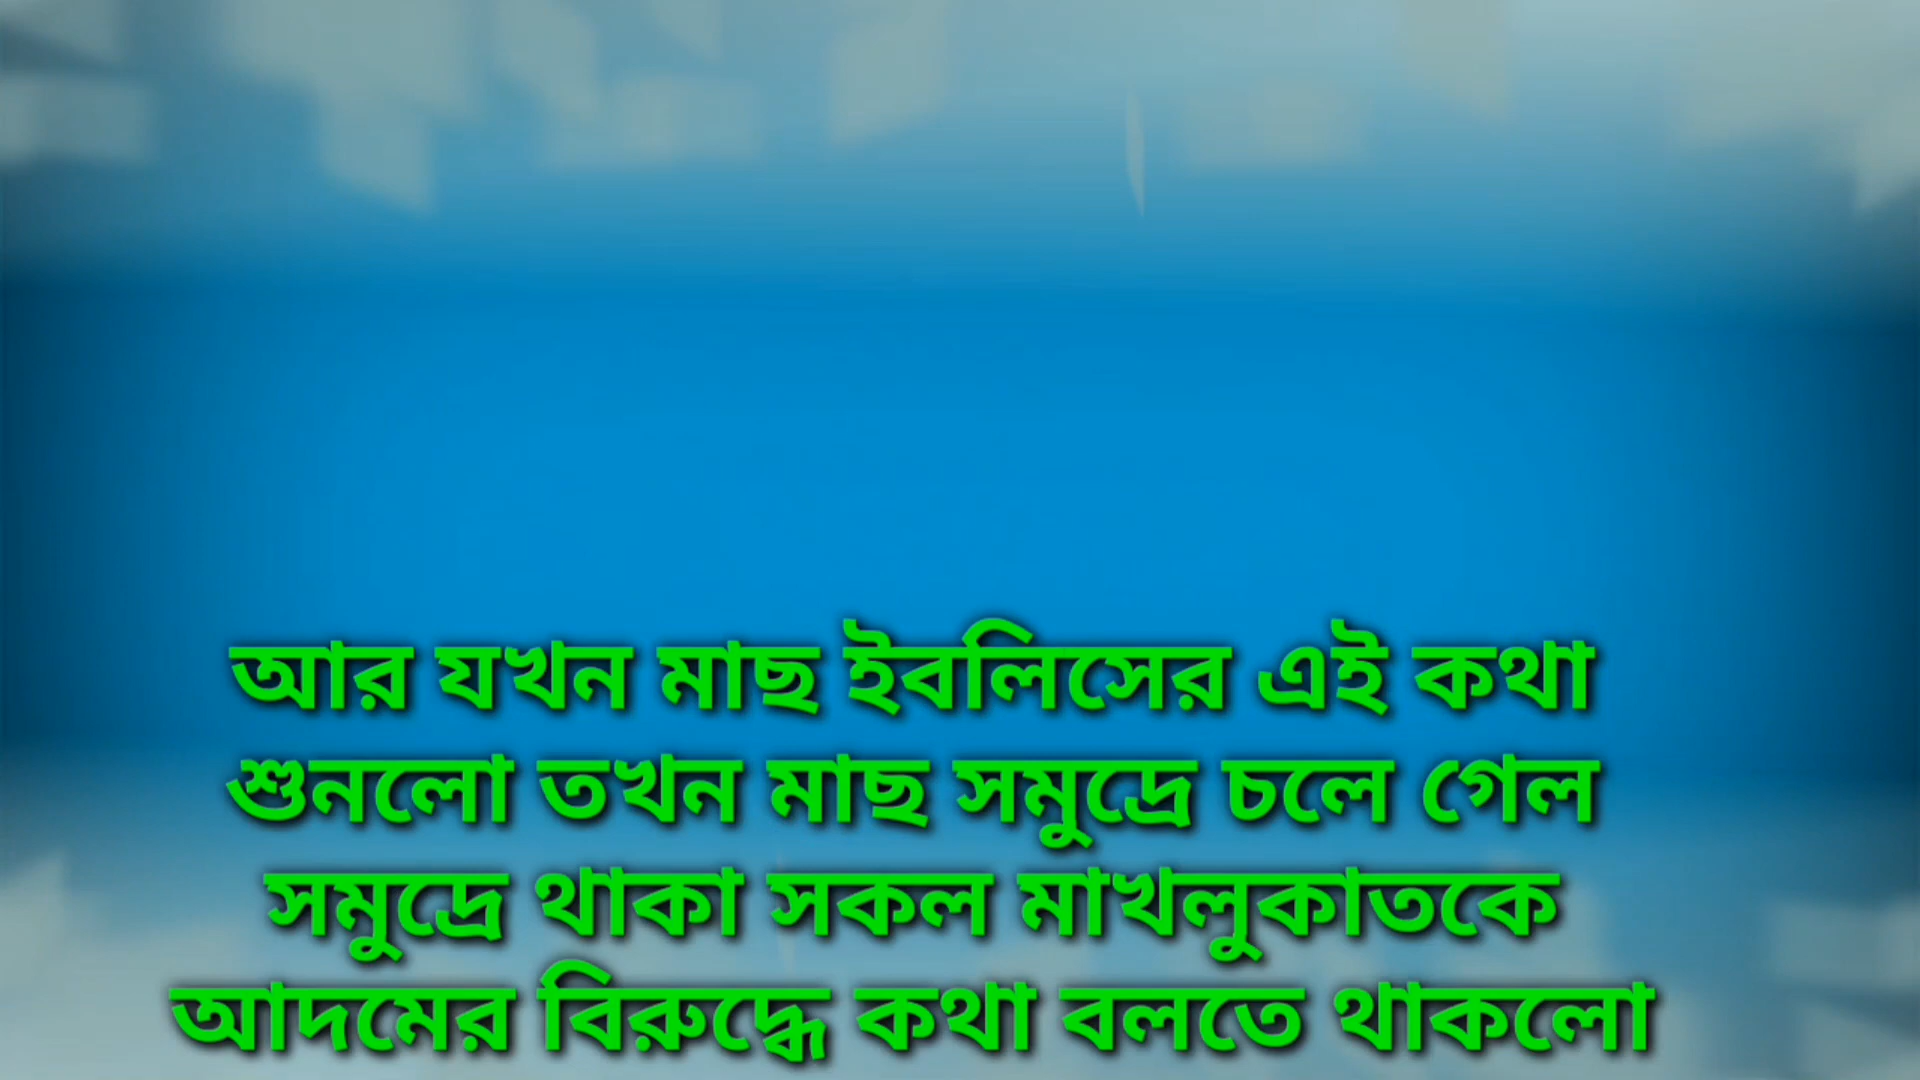 আর যখন মাছ ইবলিসের এই কথা
শুনলো তখন মাছ সমুদ্রে চলে গেল
সমুদ্রে থাকা সকল মাখলুকাতকে
আদমের বিরুদ্ধে কথা বলতে থাকলো